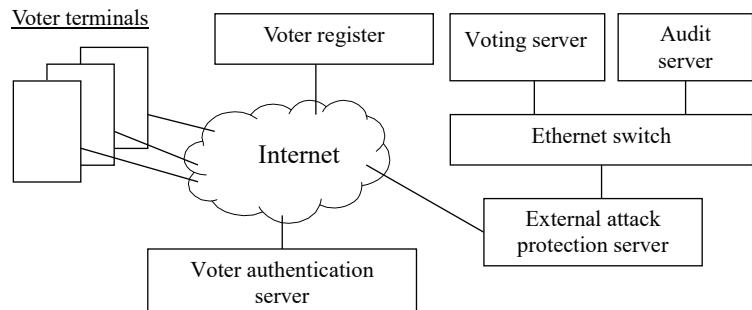 Voter terminals
Voter register
Voting server
Audit
server
Ethernet switch
Internet
External attack
protection server
Voter authentication
server